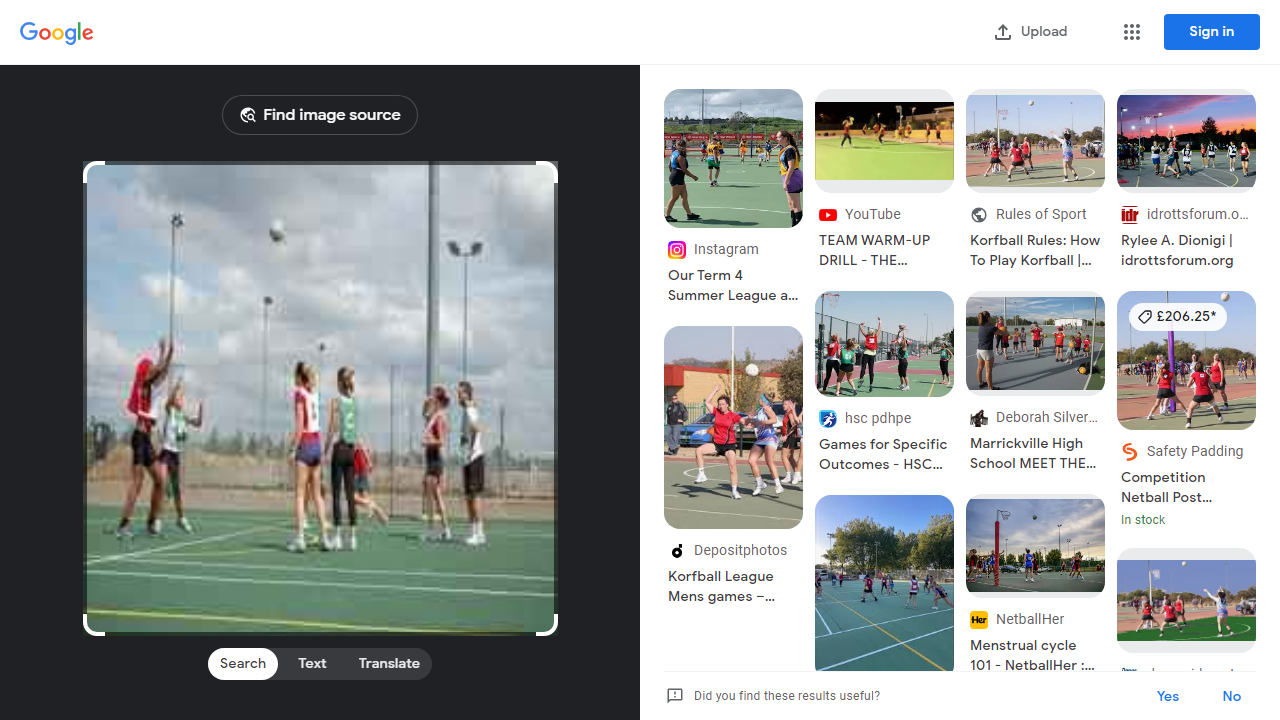 Google
Upload
Sign in
Find image source
Search
Text
Translate
Instagram
Our Term 4
Summer League a...
Depositphotos
Korfball League
Mens games –...
YouTube
TEAM WARM-UP
DRILL - THE...
hsc pdhpe
Games for Specific
Outcomes - HSC...
Rules of Sport
Korfball Rules: How
To Play Korfball |...
Deborah Silver...
Marrickville High
School MEET THE...
Her
NetballHer
Menstrual cycle
101 - NetballHer :...
idr
idrottsforum.o...
Rylee A. Dionigi |
idrottsforum.org
£206.25*
Safety Padding
Competition
Netball Post...
In stock
Did you find these results useful?
Yes
No